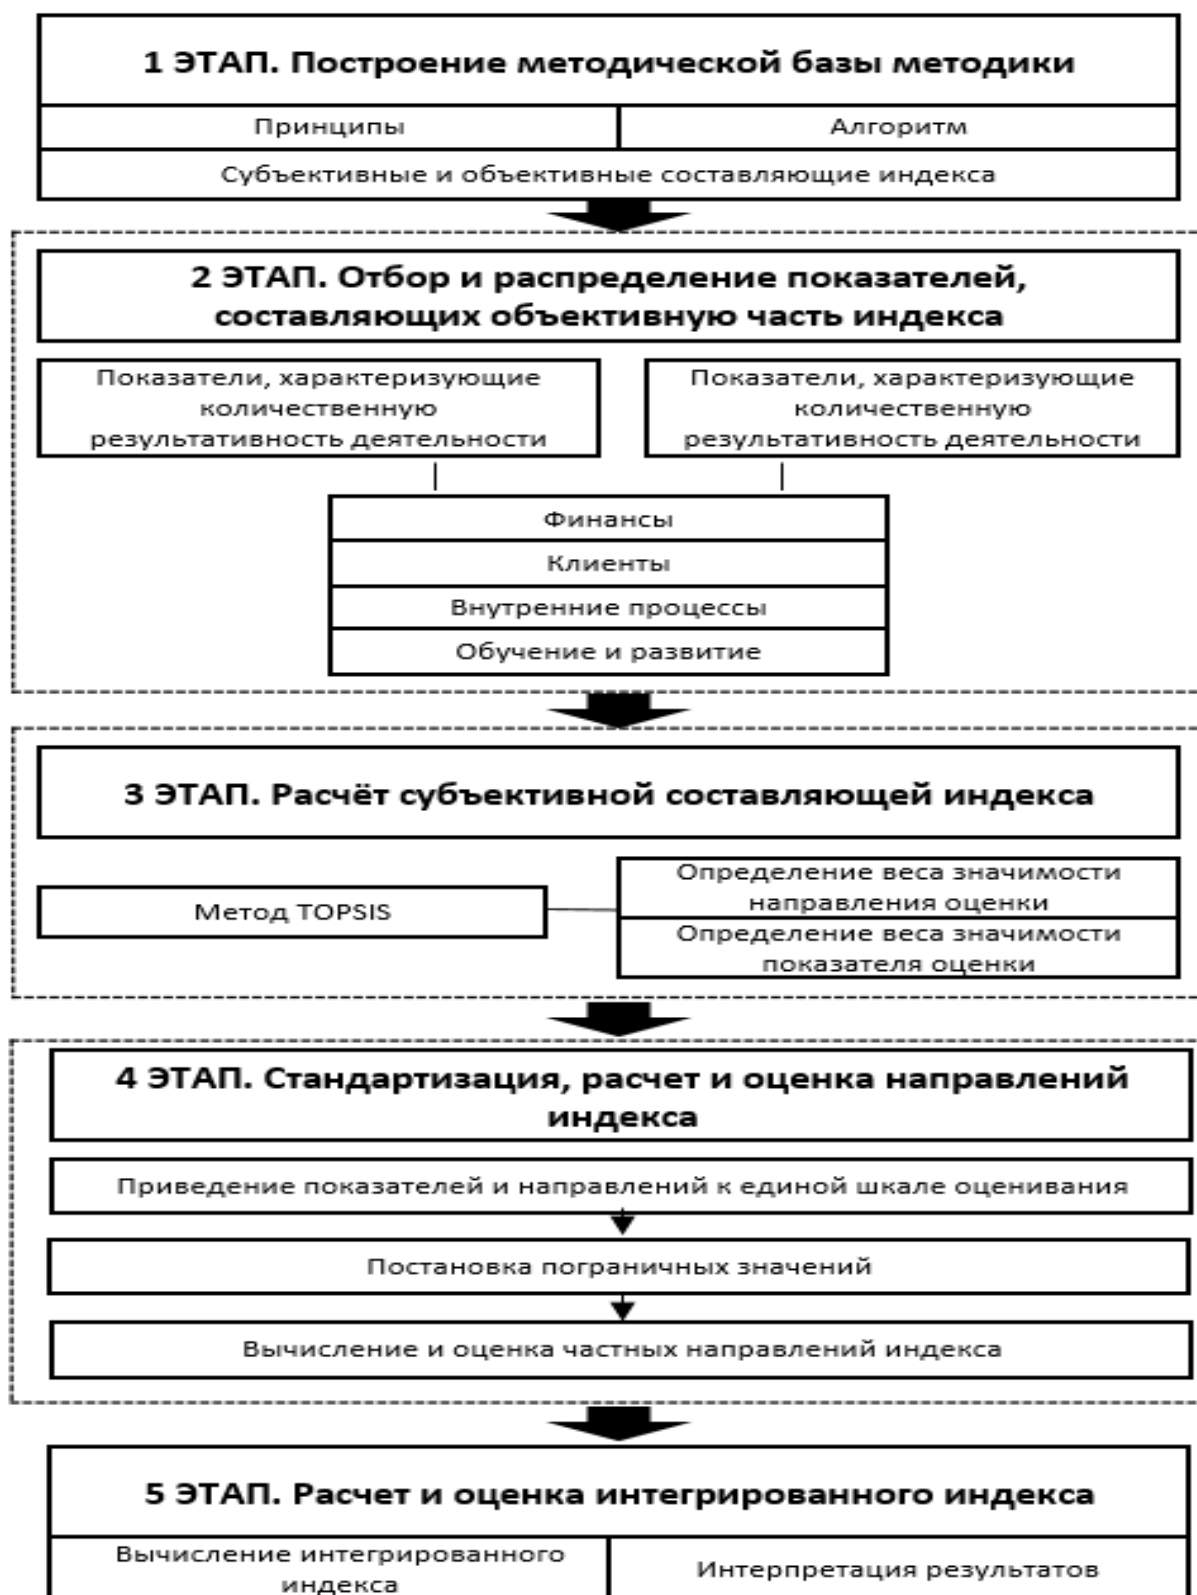 1 ЭТАП. Построение методической базы методики
Принципы
Алгоритм
Субъективные и объективные составляющие индекса
2 ЭТАП. Отбор и распределение показателей,
составляющих объективную часть индекса
Показатели, характеризующие
количественную
результативность деятельности
Показатели, характеризующие
количественную
результативность деятельности
Финансы
Клиенты
Внутренние процессы
Обучение и развитие
3 ЭТАП. Расчёт субъективной составляющей индекса
Метод TOPSIS
Определение веса значимости
направления оценки
Определение веса значимости
показателя оценки
4 ЭТАП. Стандартизация, расчет и оценка направлений
индекса
Приведение показателей и направлений к единой шкале оценивания
Постановка пограничных значений
Вычисление и оценка частных направлений индекса
5 ЭТАП. Расчет и оценка интегрированного индекса
Вычисление интегрированного
индекса
Интерпретация результатов